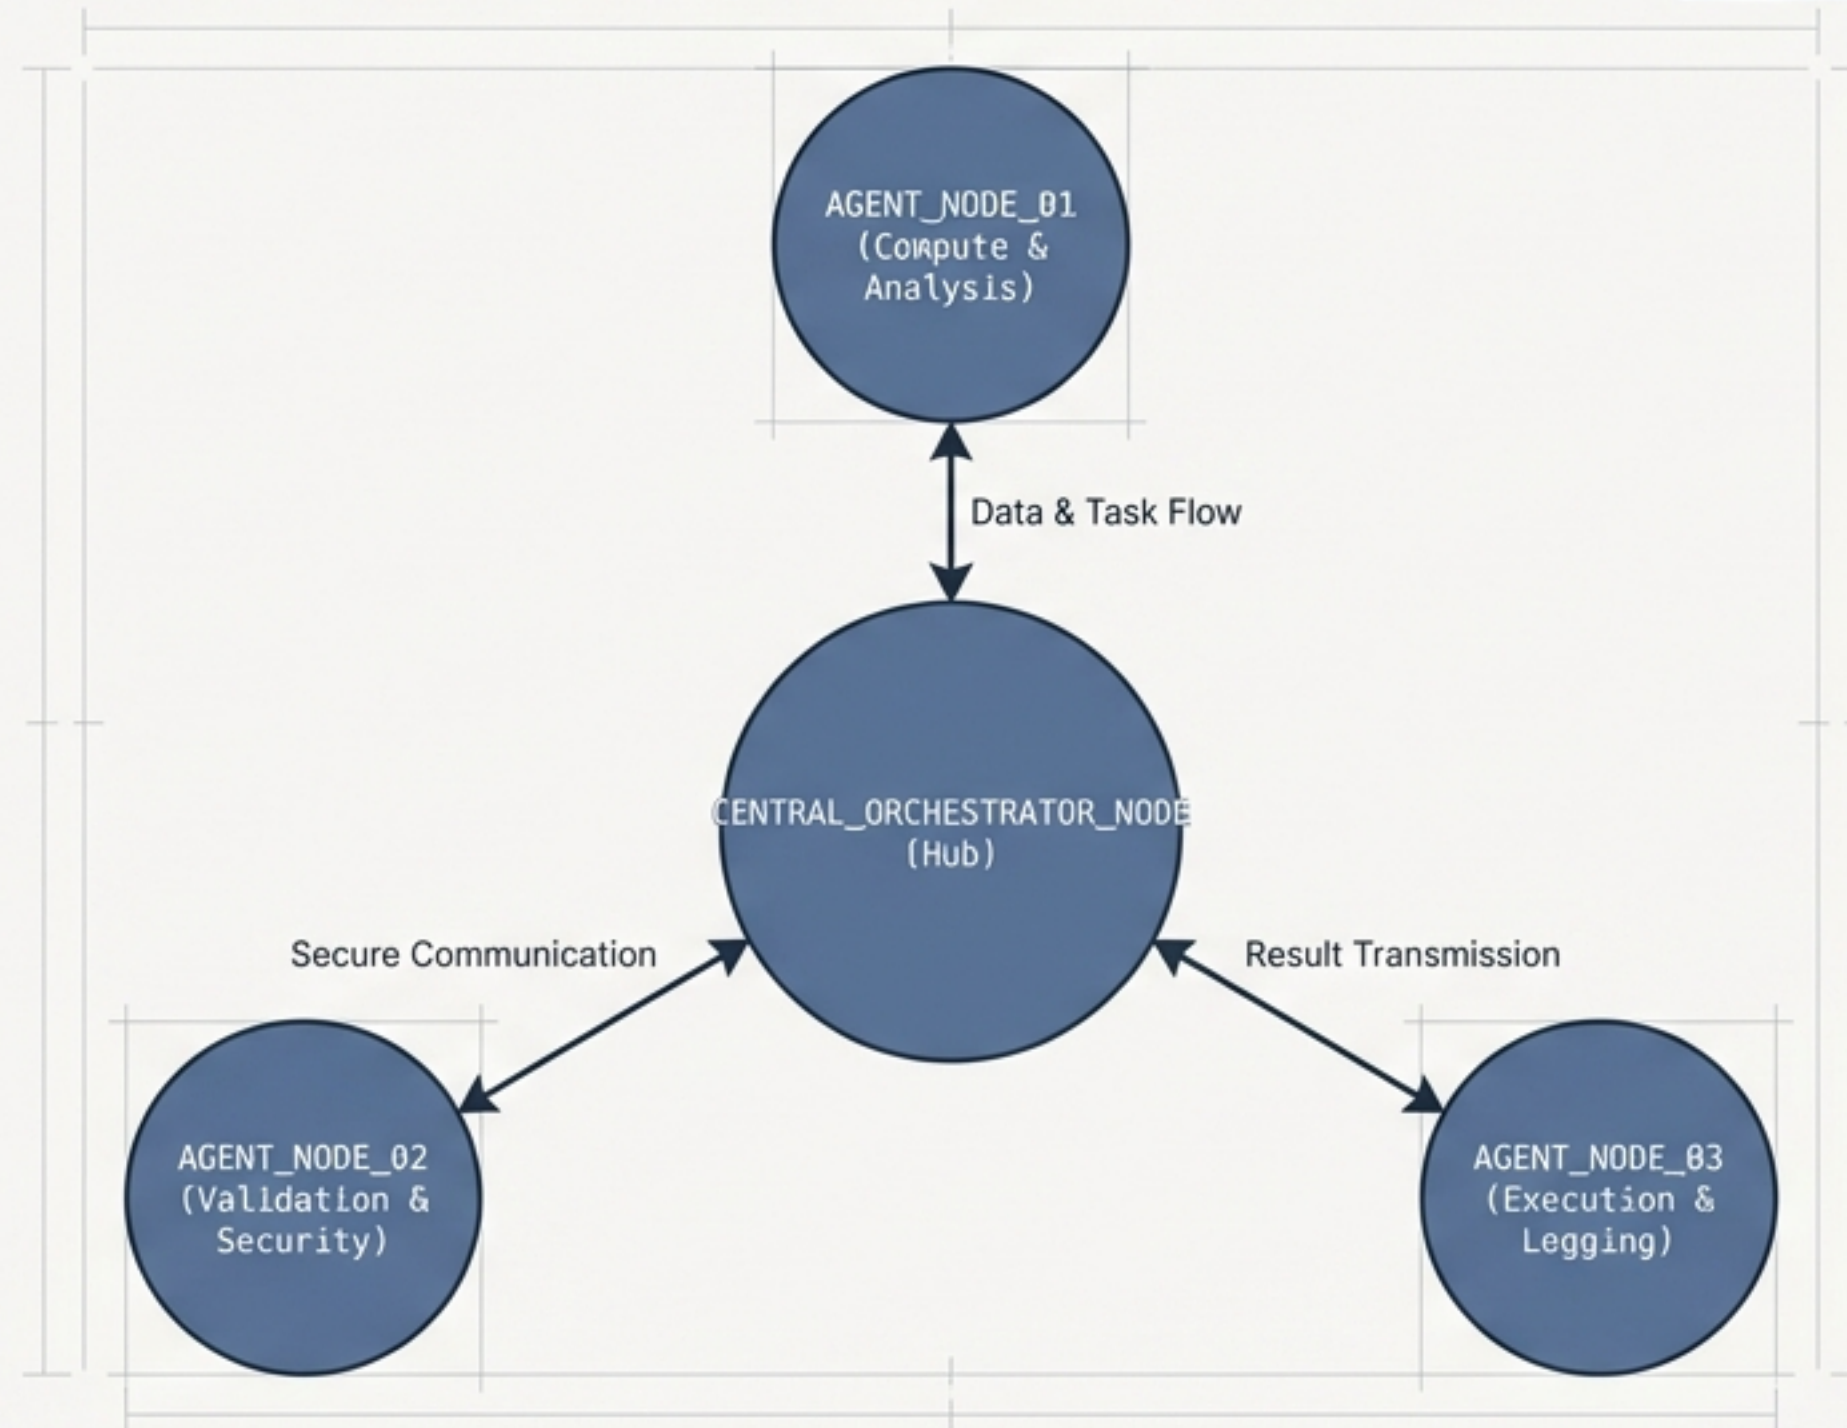 AGENT_NODE_01
(Compute &
Analysis)
Data & Task Flow
CENTRAL_ORCHESTRATOR_NODE
(Hub)
Secure Communication
Result Transmission
AGENT_NODE_02
(Validation &
Security)
AGENT_NODE_03
(Execution &
Legging)